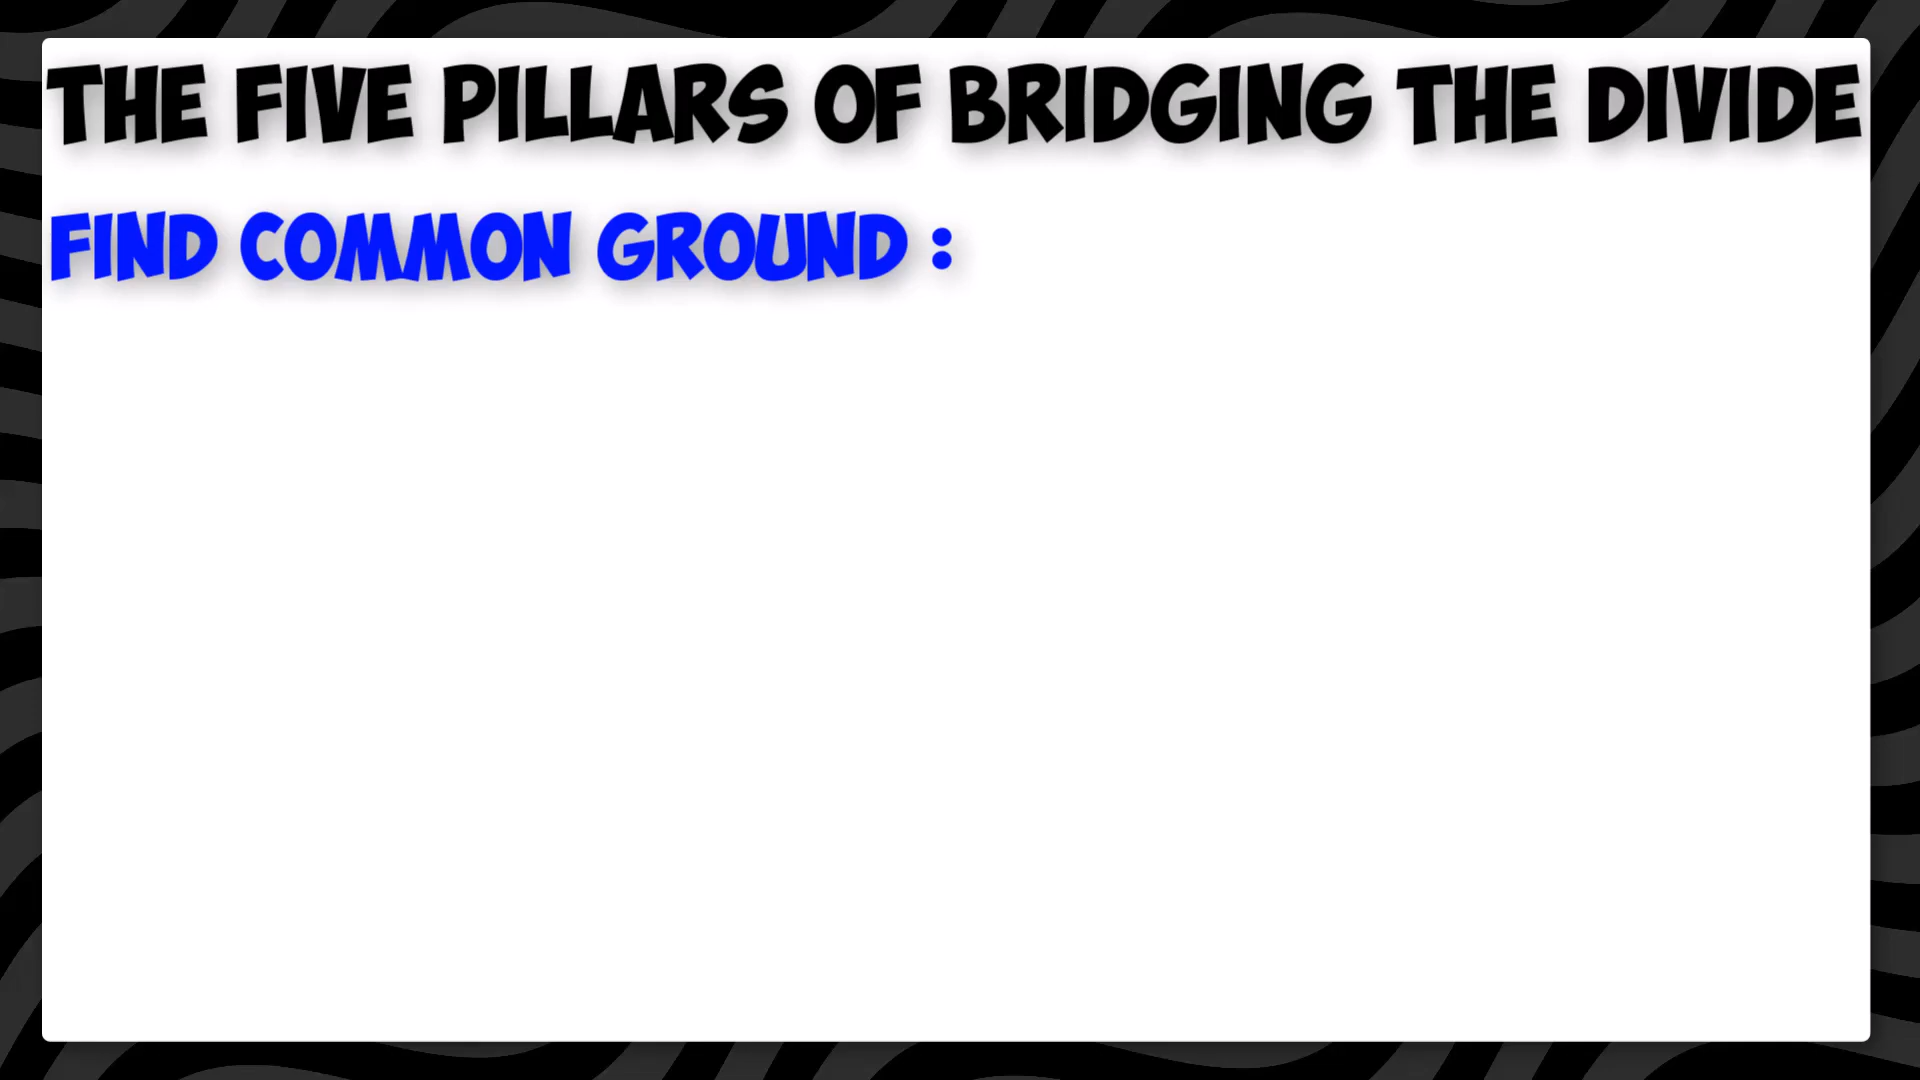 THE FIVE PILLARS OF BRIDGING THE DIVIDE
FIND COMMON GROUND :